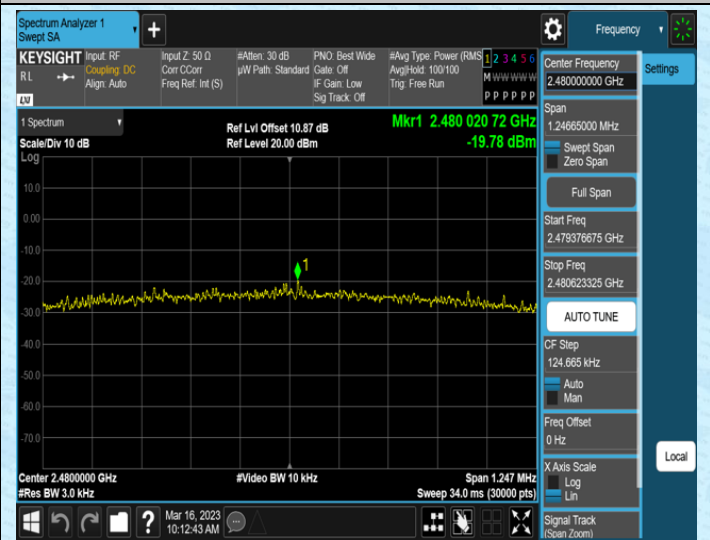 Spectrum Analyzer 1
Swept SA
+
Frequency
KEYSIGHT
RL
LXI
Input: RF
Coupling: DC
Align: Auto
Input Z: 50 Ω
Corr CCorr
Freq Ref: Int (S)
#Atten: 30 dB
µW Path: Standard
PNO: Best Wide
Gate: Off
IF Gain: Low
Sig Track: Off
#Avg Type: Power (RMS
Avg|Hold: 100/100
Trig: Free Run
1 2 3 4 5 6
M W W W W W
P P P P P P
1 Spectrum
Scale/Div 10 dB
Log
Ref Lvl Offset 10.87 dB
Ref Level 20.00 dBm
Mkr1 2.480 020 72 GHz
-19.78 dBm
10.0
0.00
-10.0
-20.0
-30.0
-40.0
-50.0
-60.0
-70.0
1
Center 2.4800000 GHz
#Res BW 3.0 kHz
#Video BW 10 kHz
Span 1.247 MHz
Sweep 34.0 ms (30000 pts)
?
Mar 16, 2023
10:12:43 AM
Center Frequency
2.480000000 GHz
Settings
Span
1.24665000 MHz
Swept Span
Zero Span
Full Span
Start Freq
2.479376675 GHz
Stop Freq
2.480623325 GHz
AUTO TUNE
CF Step
124.665 kHz
Auto
Man
Freq Offset
0 Hz
Local
X Axis Scale
Log
Lin
Signal Track
(Span Zoom)